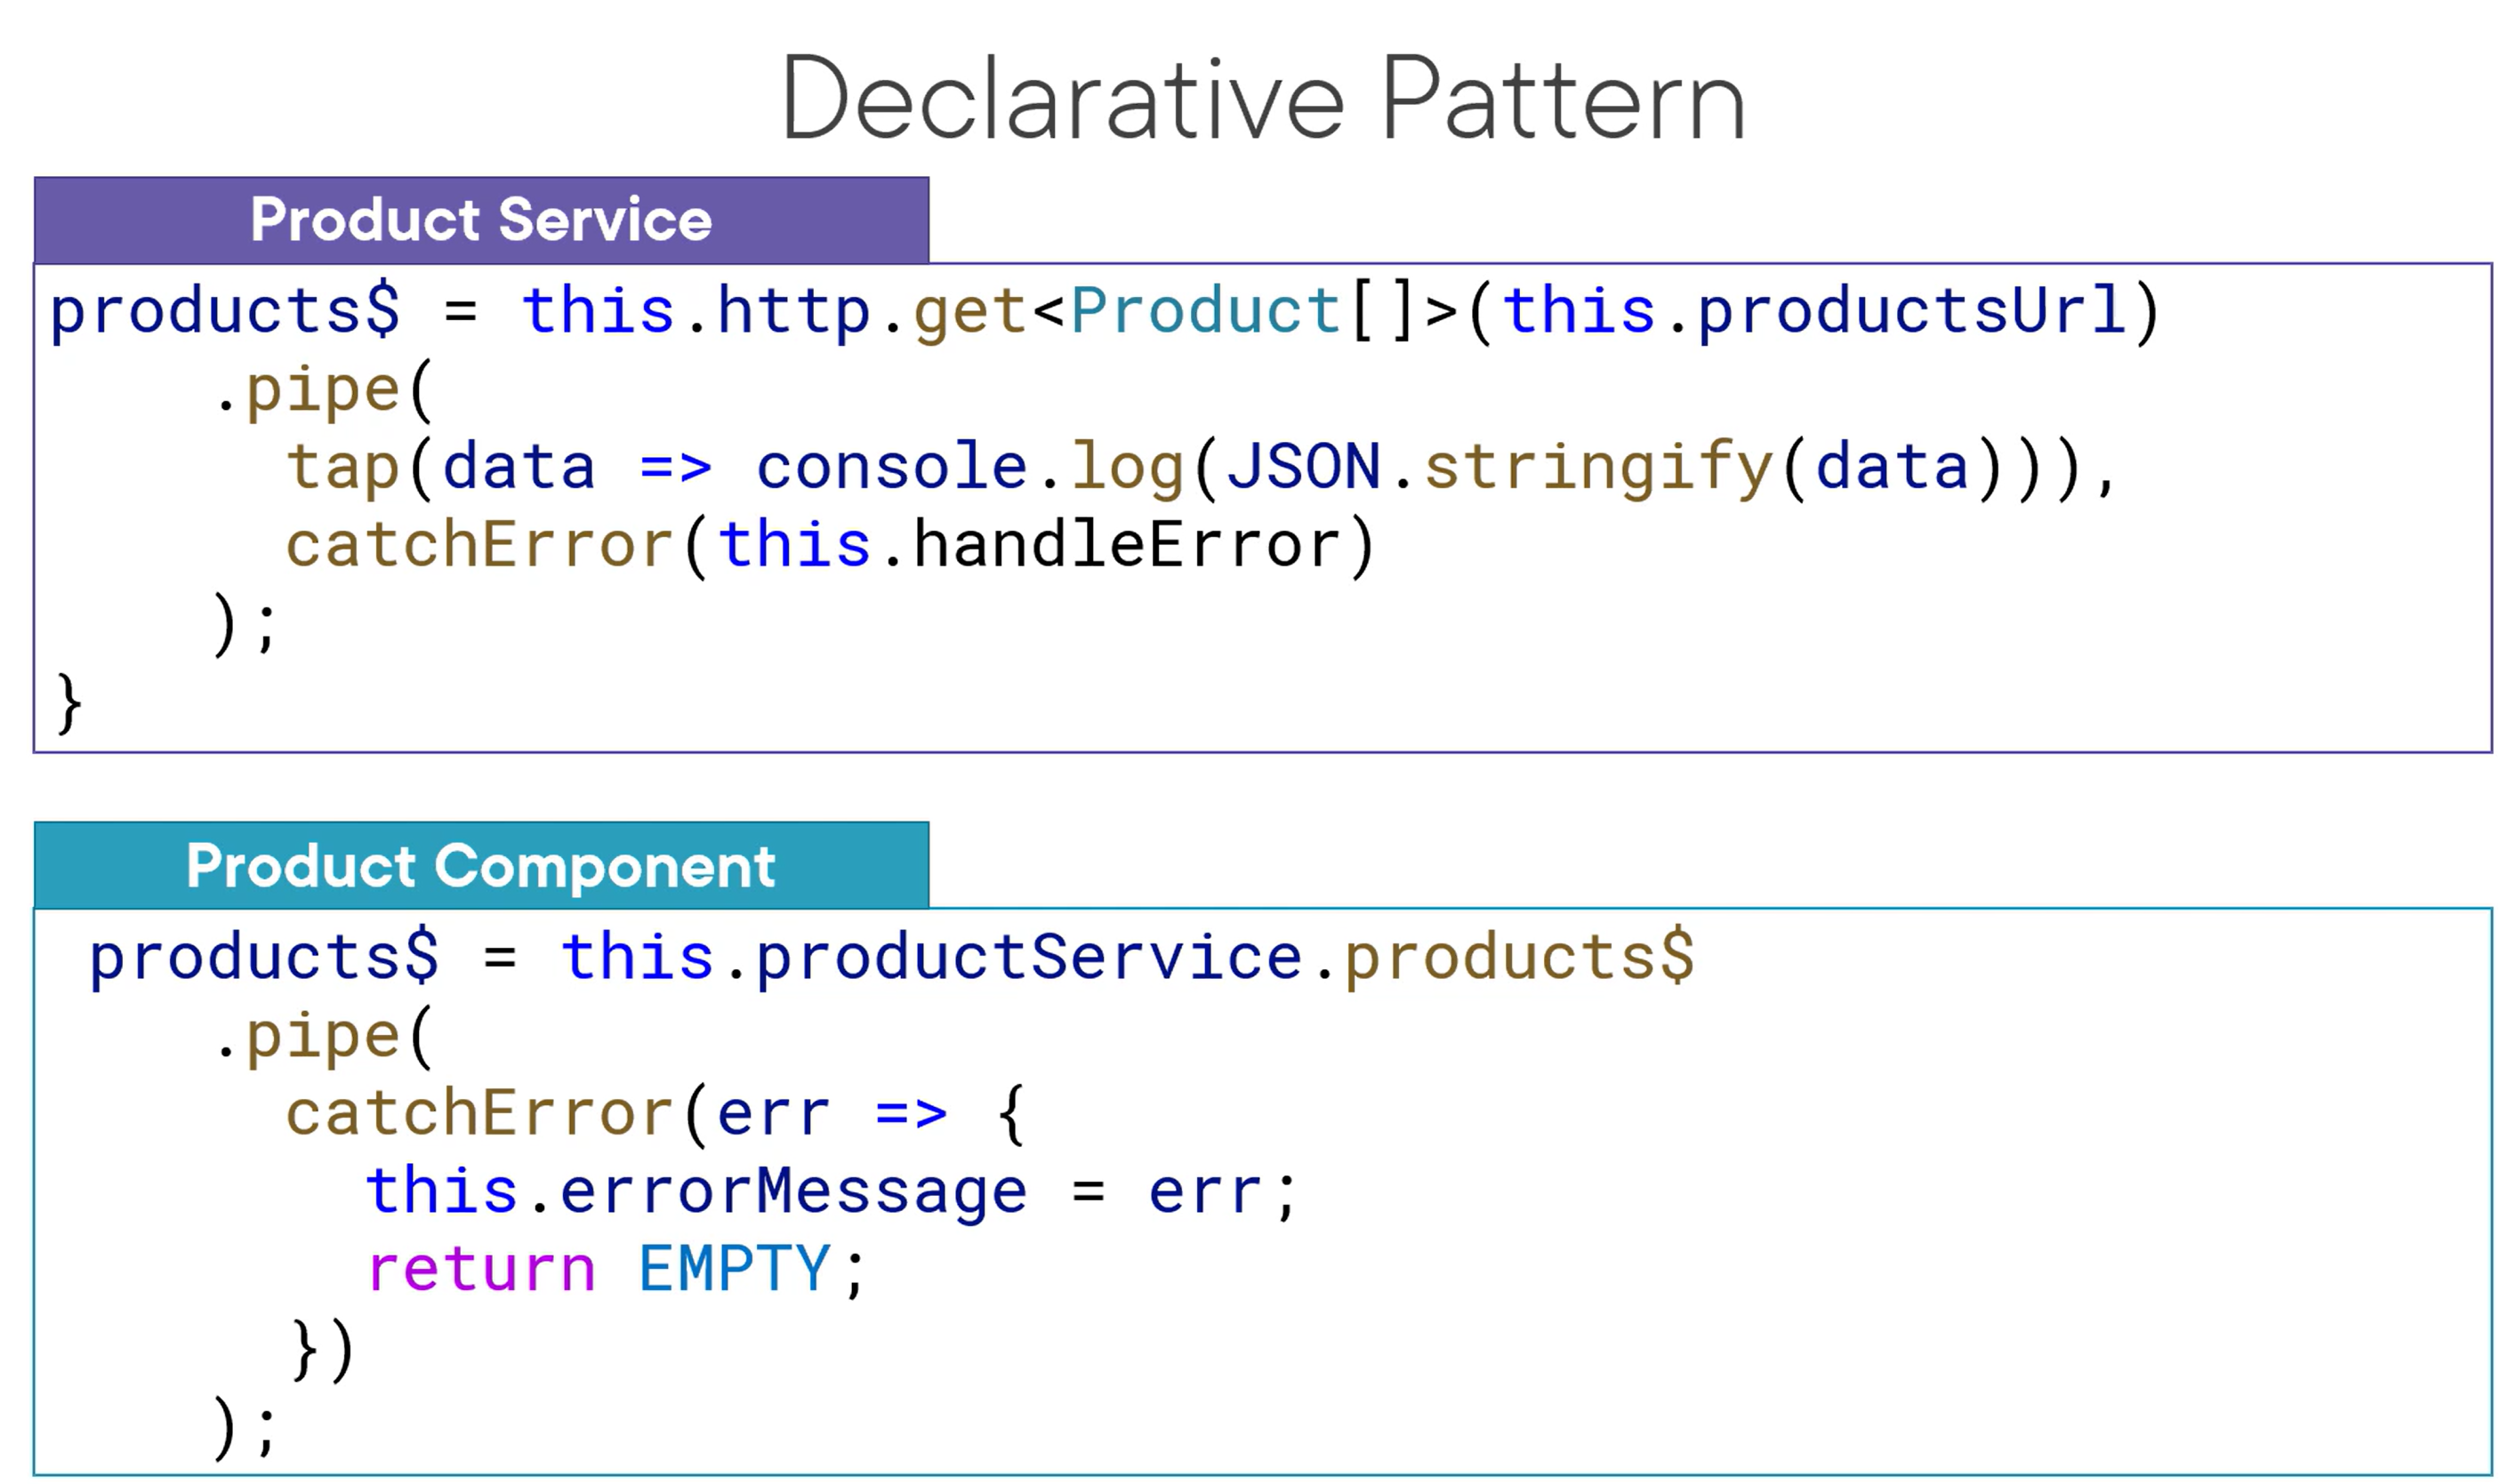 Declarative Pattern
Product Service
products$ = this.http.get<Product[]>(this.productsUrl)
.pipe(
tap(data => console.log(JSON.stringify(data))),
catchError(this.handleError)
);
}
Product Component
products$ = this.productService.products$
.pipe(
catchError(err => {
this.errorMessage = err;
return EMPTY;
})
);